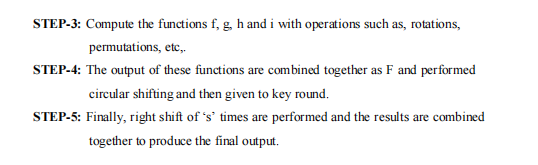 STEP-3: Compute the functions f, g, h and i with operations such as, rotations,
permutations, etc,.
STEP-4: The output of these functions are combined together as F and performed
circular shifting and then given to key round.
STEP-5: Finally, right shift of ‘s’ times are performed and the results are combined
together to produce the final output.